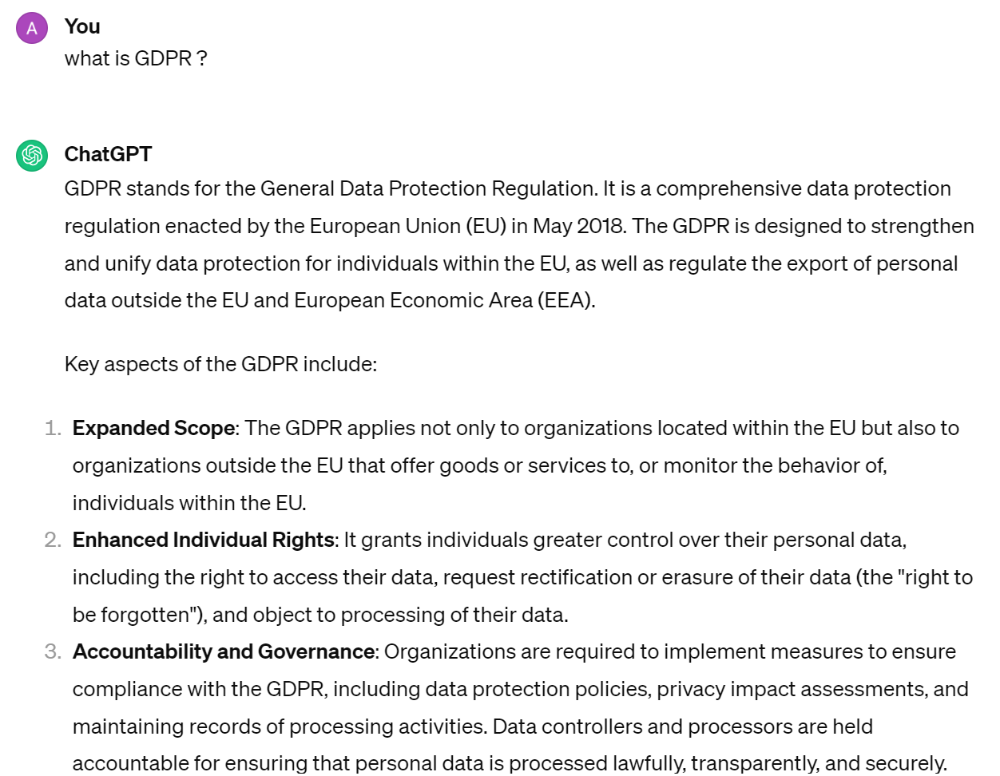 A
You
what is GDPR ?
ChatGPT
GDPR stands for the General Data Protection Regulation. It is a comprehensive data protection
regulation enacted by the European Union (EU) in May 2018. The GDPR is designed to strengthen
and unify data protection for individuals within the EU, as well as regulate the export of personal
data outside the EU and European Economic Area (EEA).
Key aspects of the GDPR include:
1. Expanded Scope: The GDPR applies not only to organizations located within the EU but also to
organizations outside the EU that offer goods or services to, or monitor the behavior of,
individuals within the EU.
2. Enhanced Individual Rights: It grants individuals greater control over their personal data,
including the right to access their data, request rectification or erasure of their data (the "right to
be forgotten"), and object to processing of their data.
3. Accountability and Governance: Organizations are required to implement measures to ensure
compliance with the GDPR, including data protection policies, privacy impact assessments, and
maintaining records of processing activities. Data controllers and processors are held
accountable for ensuring that personal data is processed lawfully, transparently, and securely.